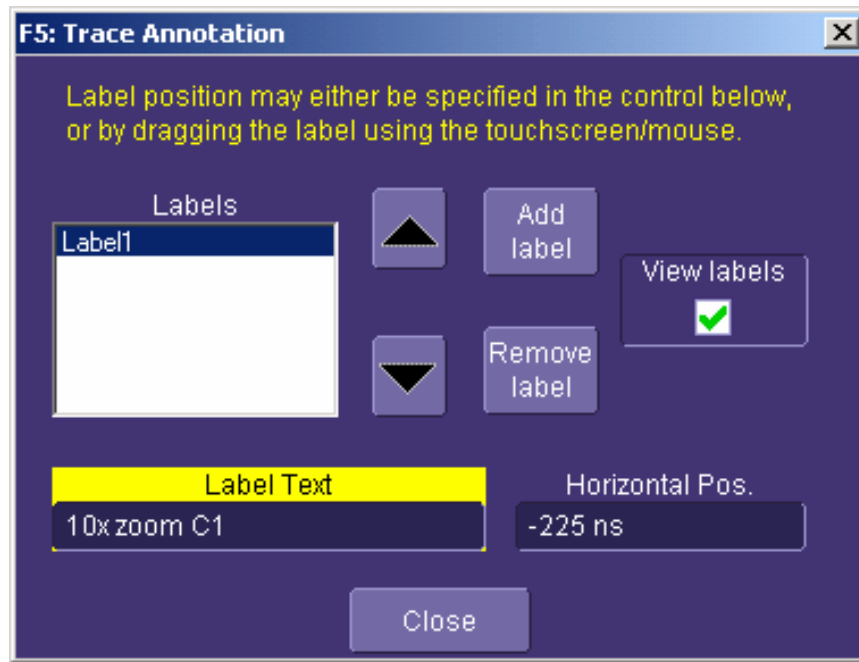 F5: Trace Annotation
Label position may either be specified in the control below,
or by dragging the label using the touchscreen/mouse.
Labels
Label1
Add
label
View labels
Remove
label
Label Text
10x zoom C1
Horizontal Pos.
-225 ns
Close